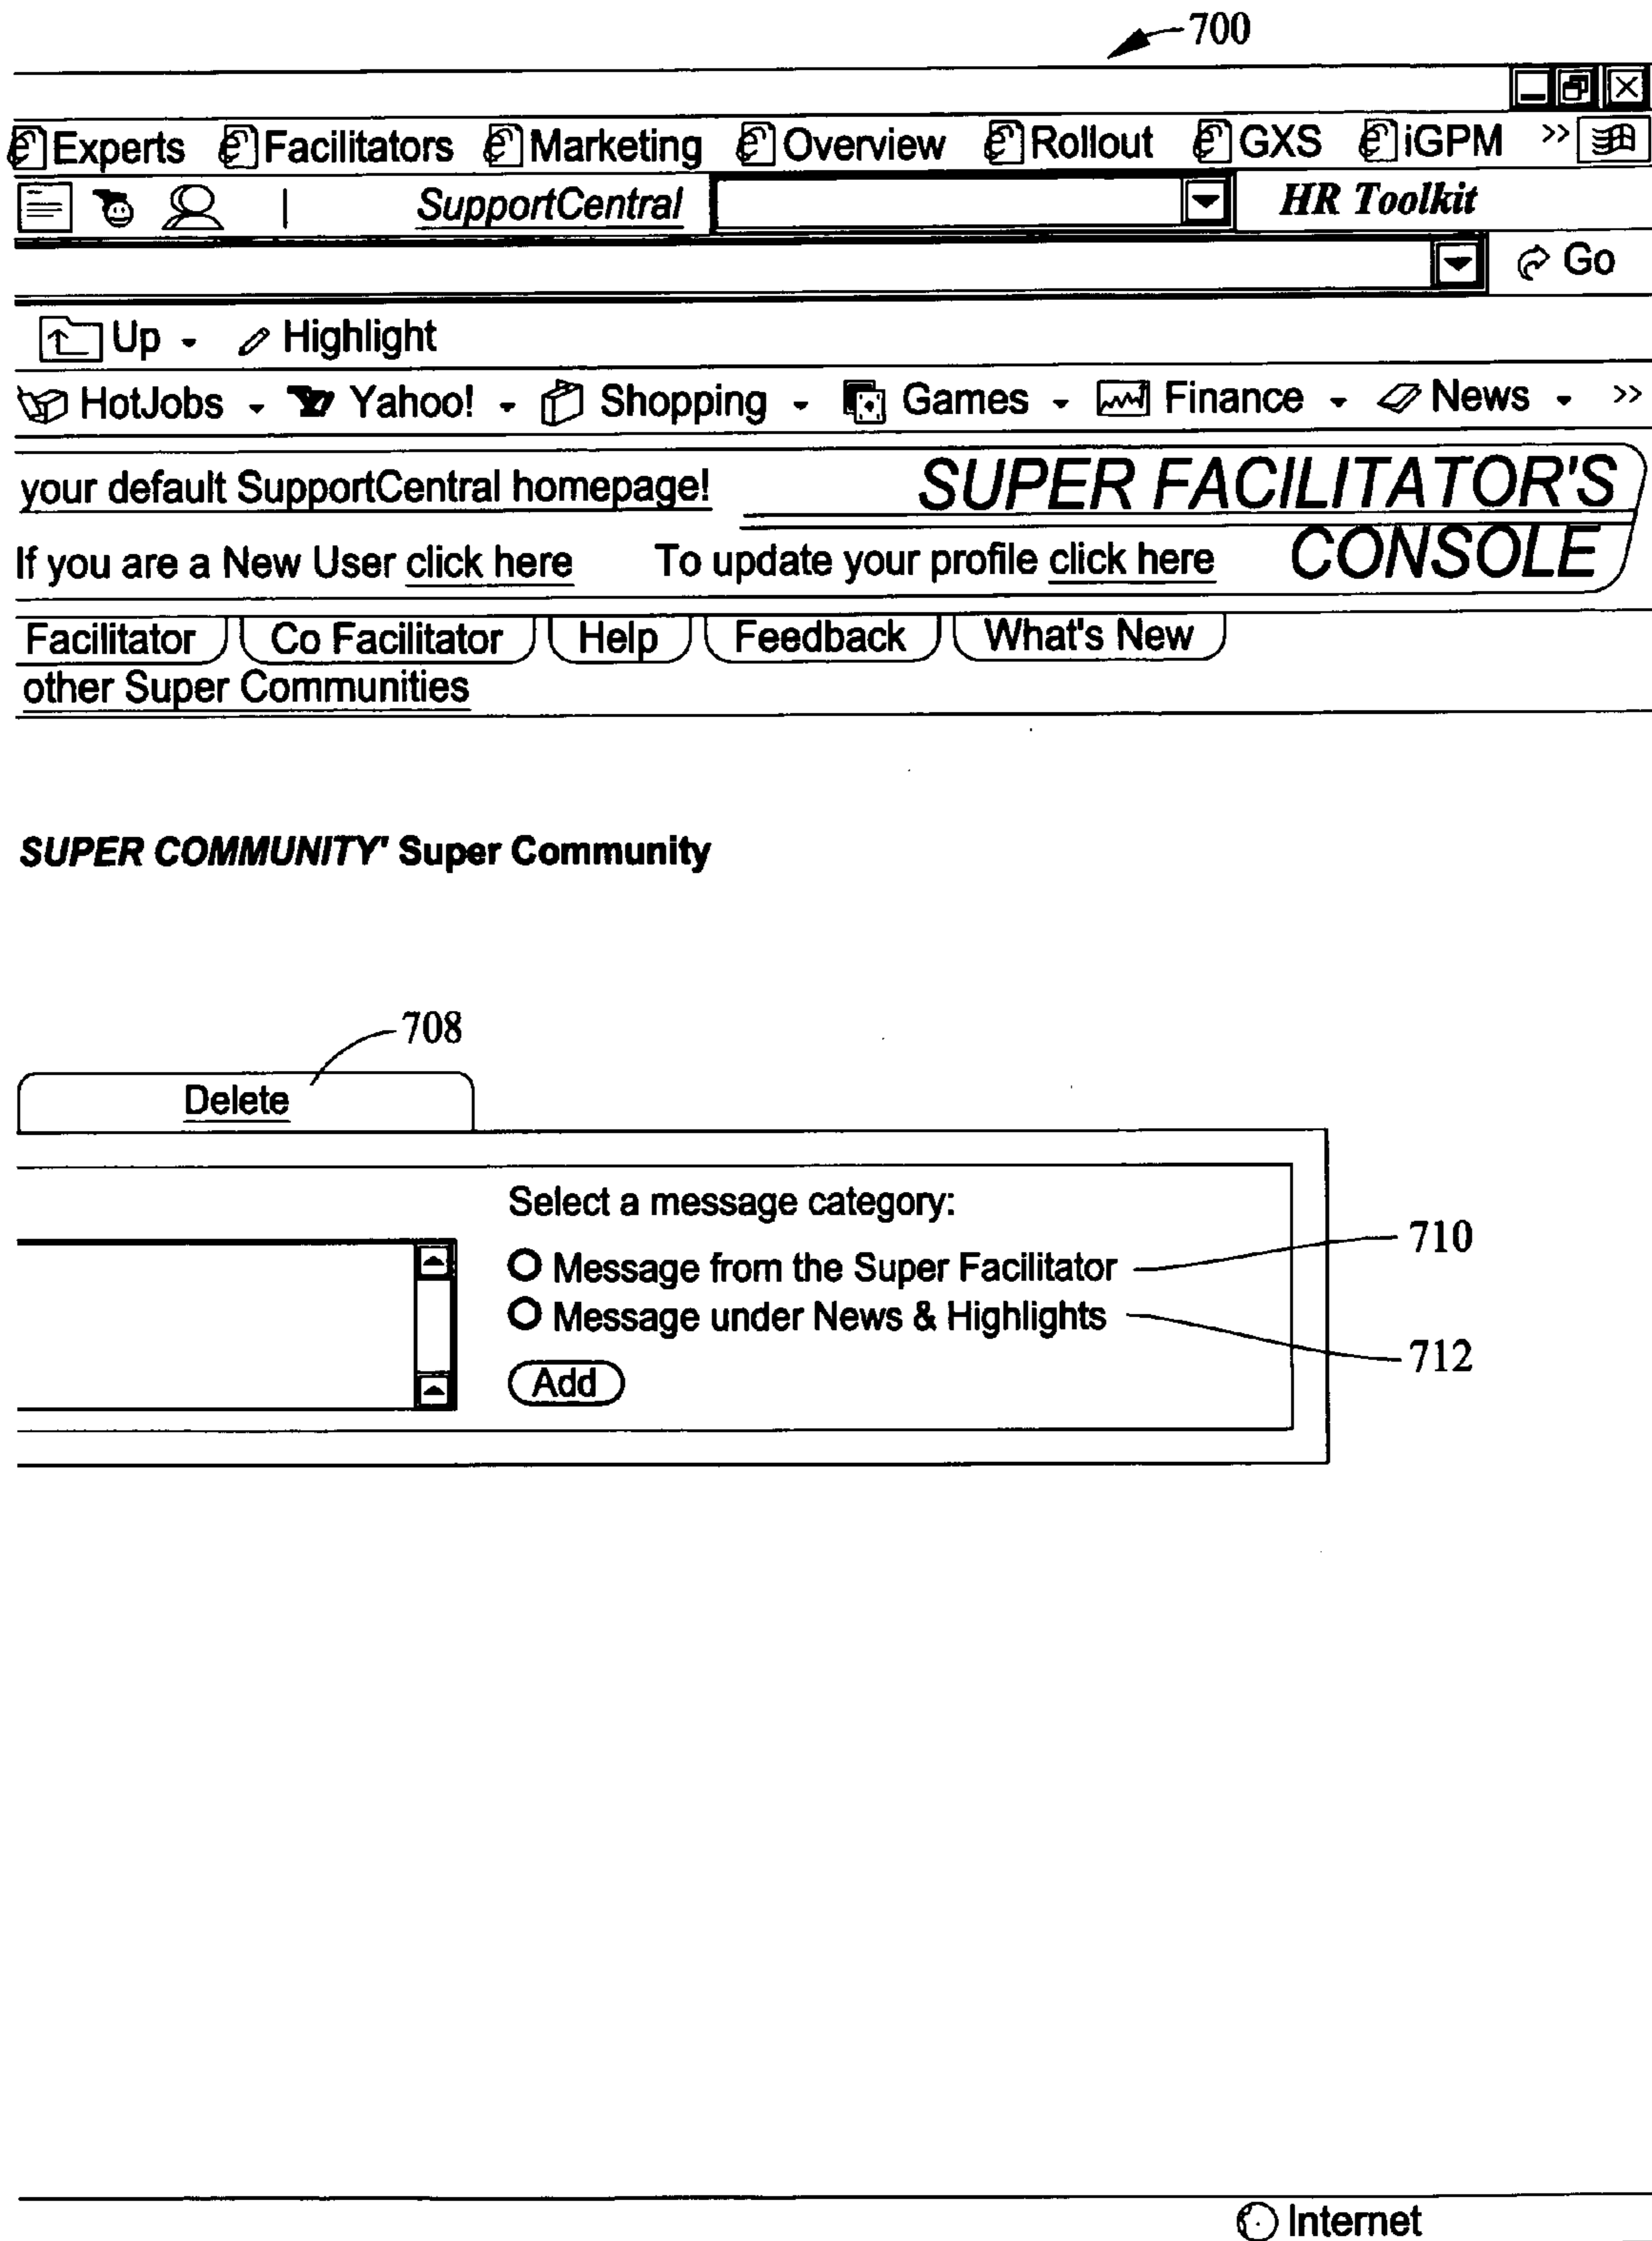 700
Experts Facilitators Marketing Overview Rollout GXS iGPM >>
SupportCentral HR Toolkit
Go
Up Highlight
HotJobs Yahoo! Shopping Games Finance News >>
your default SupportCentral homepage! SUPER FACILITATOR'S
If you are a New User click here To update your profile click here CONSOLE
Facilitator Co Facilitator Help Feedback What's New
other Super Communities
SUPER COMMUNITY' Super Community
708
Delete
Select a message category:
Message from the Super Facilitator 710
Message under News & Highlights 712
Add
Internet